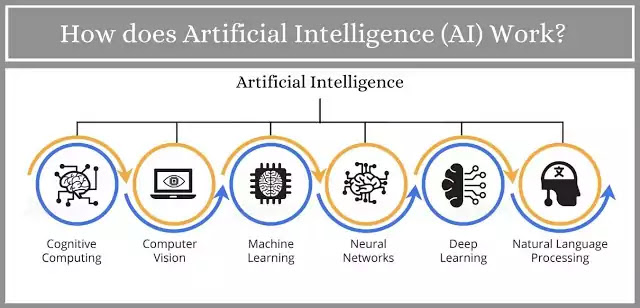 How does Artificial Intelligence (AI) Work?
Artificial Intelligence
Cognitive
Computing
Computer
Vision
Machine
Learning
Neural
Networks
Deep
Learning
文
Natural Language
Processing